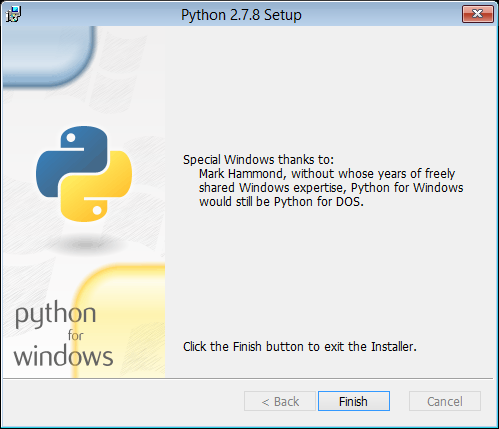 Python 2.7.8 Setup
Special Windows thanks to:
Mark Hammond, without whose years of freely
shared Windows expertise, Python for Windows
would still be Python for DOS.
python
for
windows
Click the Finish button to exit the Installer.
< Back
Finish
Cancel